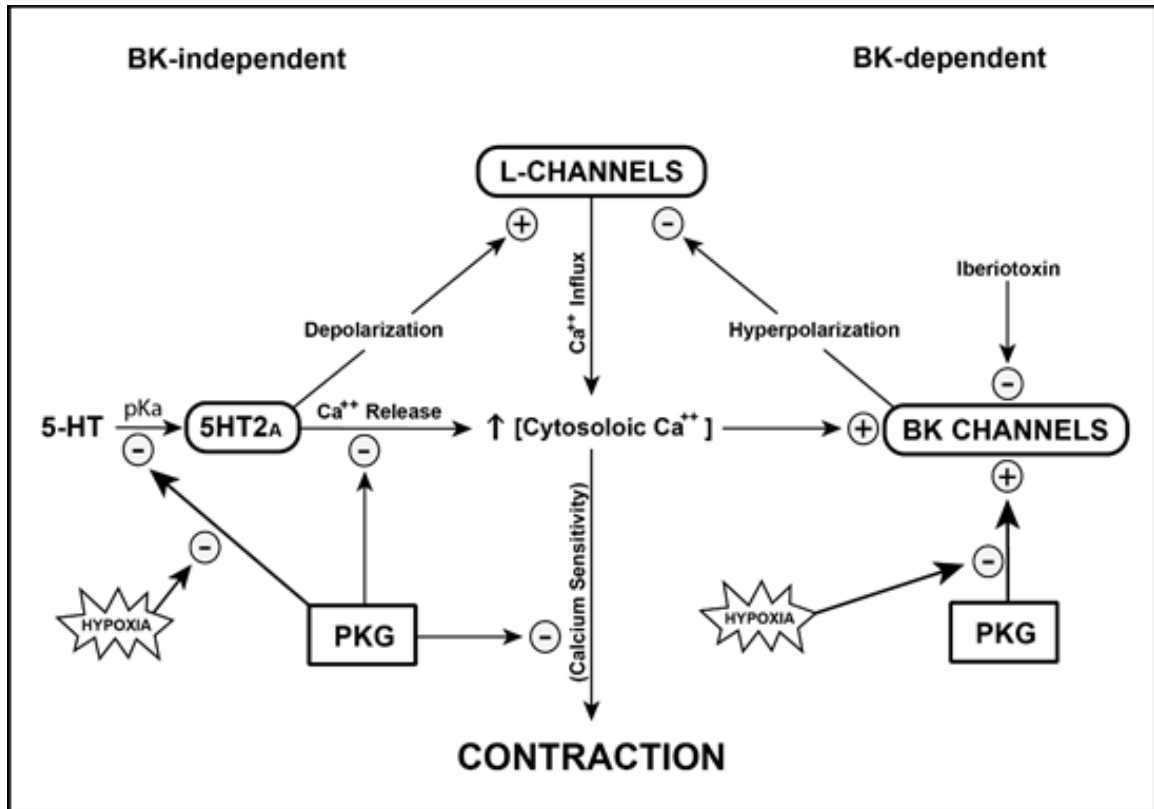 BK-independent
BK-dependent
L-CHANNELS
+
-
Ca++ Influx
Iberiotoxin
Depolarization
Hyperpolarization
-
5-HT
pKa
5HT2A
Ca++ Release
↑ [Cytosoloic Ca++ ]
+
BK CHANNELS
-
-
+
-
-
HYPOXIA
PKG
-
(Calcium Sensitivity)
HYPOXIA
PKG
CONTRACTION